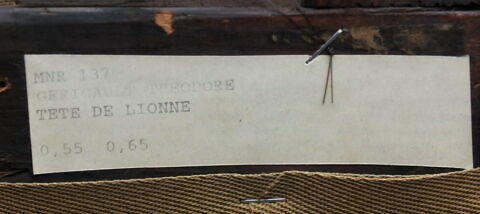 MNR 137
GERICAULT THEODORE
TETE DE LIONNE
0,55 0,65